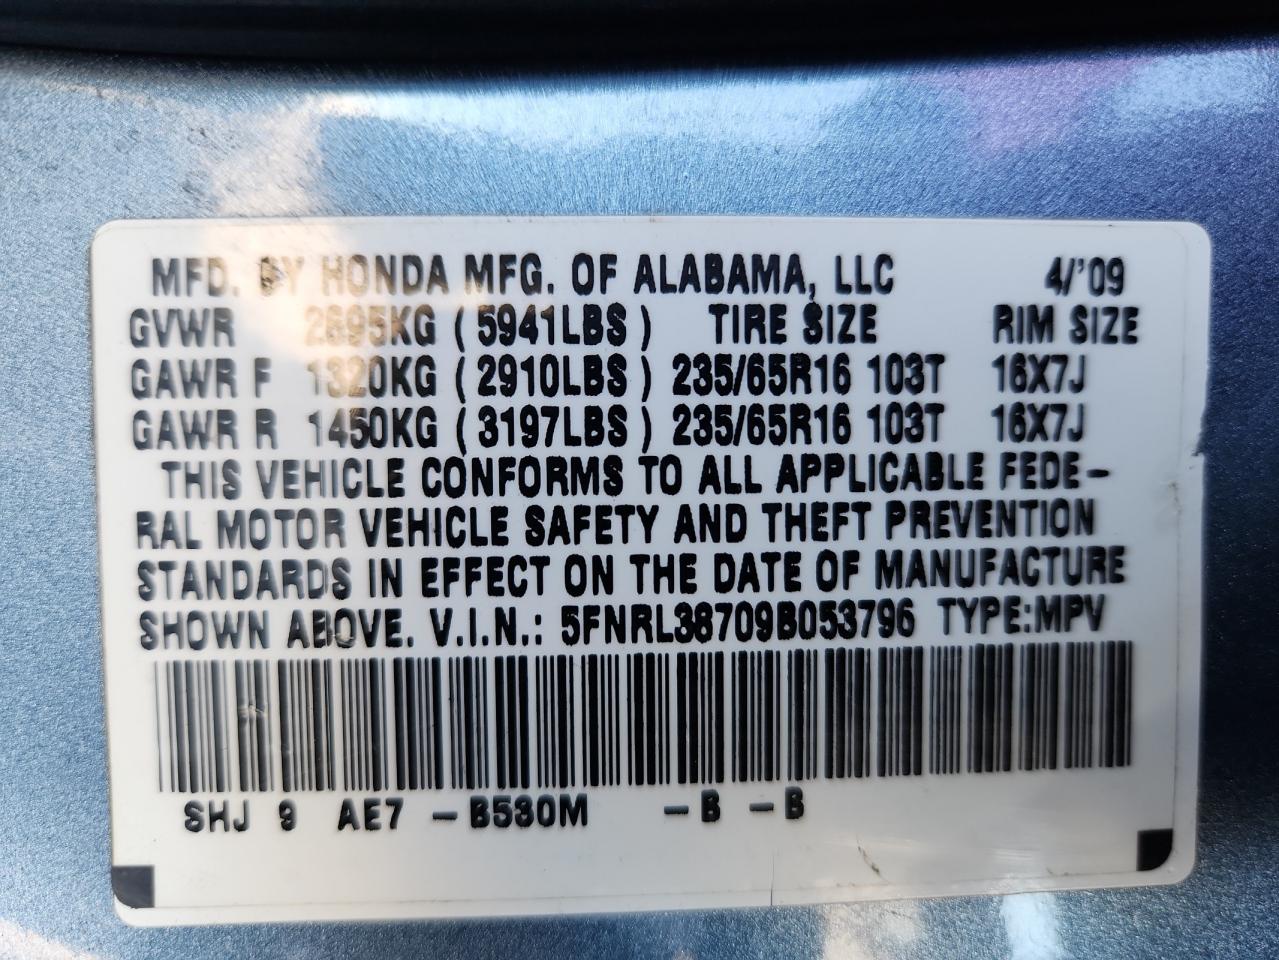 MFD. BY HONDA MFG. OF ALABAMA, LLC 4/'09
GVWR 2695KG (5941LBS) TIRE SIZE RIM SIZE
GAWR F 1320KG (2910LBS) 235/65R16 103T 16X7J
GAWR R 1450KG (3197LBS) 235/65R16 103T 16X7J
THIS VEHICLE CONFORMS TO ALL APPLICABLE FEDE-
RAL MOTOR VEHICLE SAFETY AND THEFT PREVENTION
STANDARDS IN EFFECT ON THE DATE OF MANUFACTURE
SHOWN ABOVE. V.I.N.: 5FNRL38709B053796 TYPE:MPV
SHJ 9 AE7 -B530M -B -B